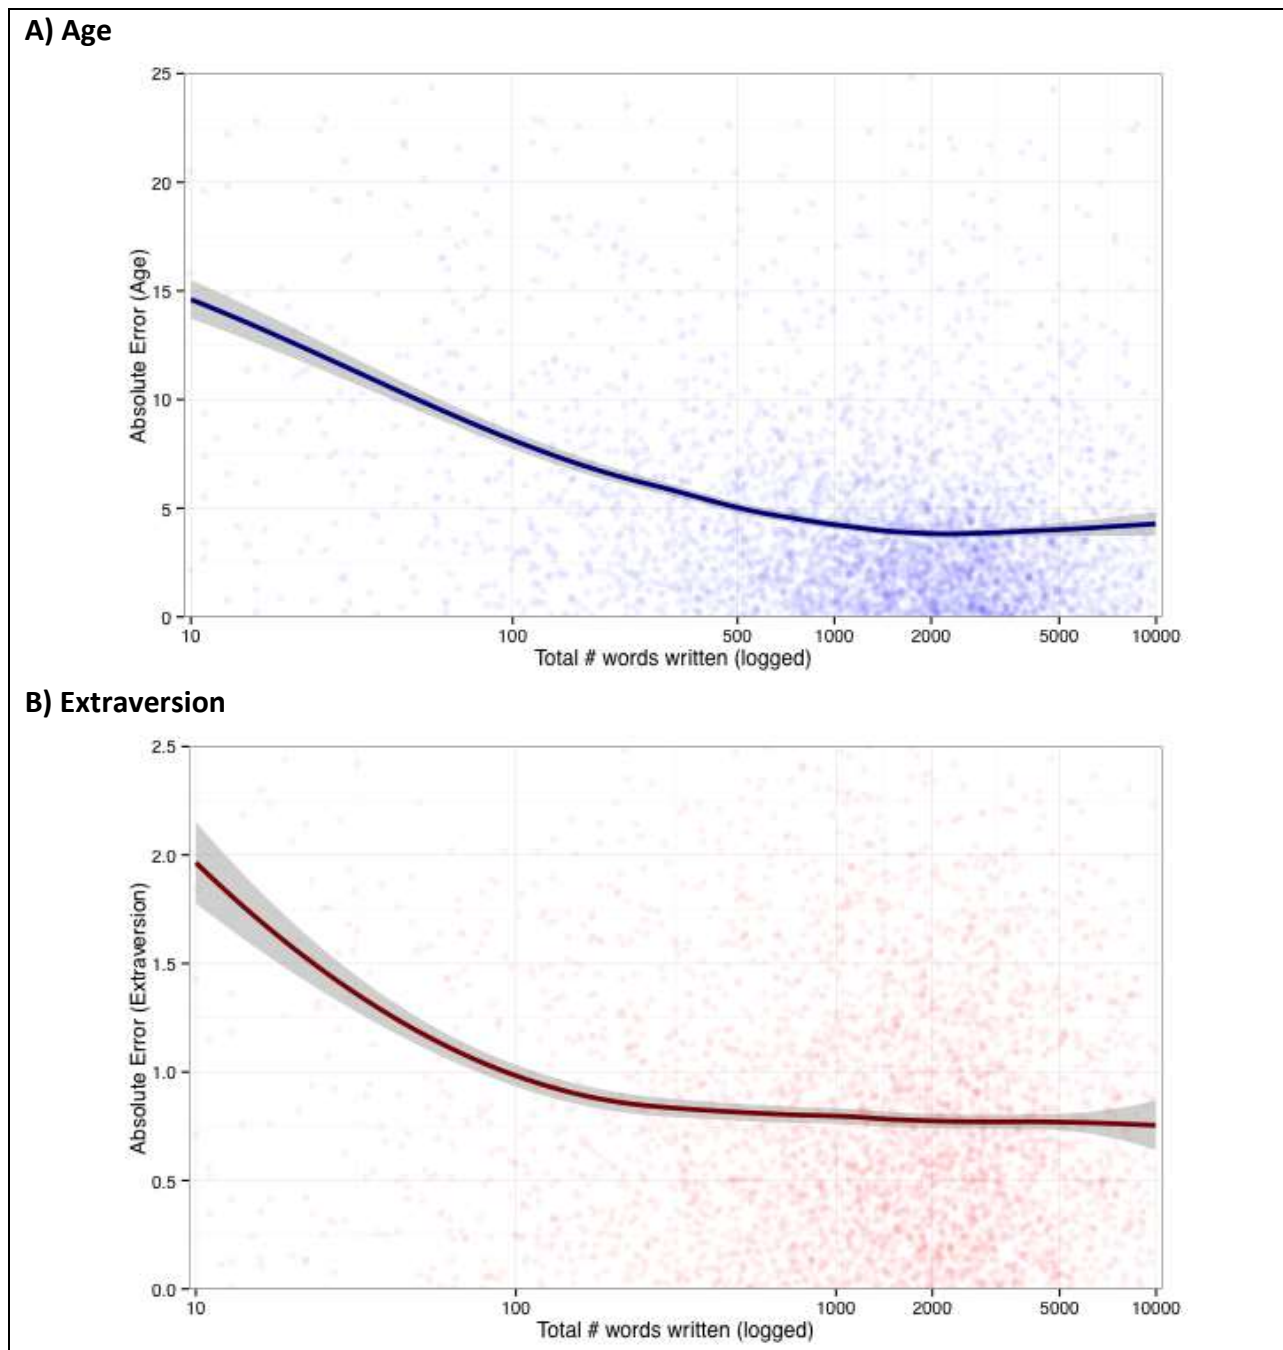 A) Age
25
20
15
10
5
0
Absolute Error (Age)
10 100 500 1000 2000 5000 10000
Total # words written (logged)
B) Extraversion
2.5
2.0
1.5
1.0
0.5
0.0
Absolute Error (Extraversion)
10 100 1000 2000 5000 10000
Total # words written (logged)